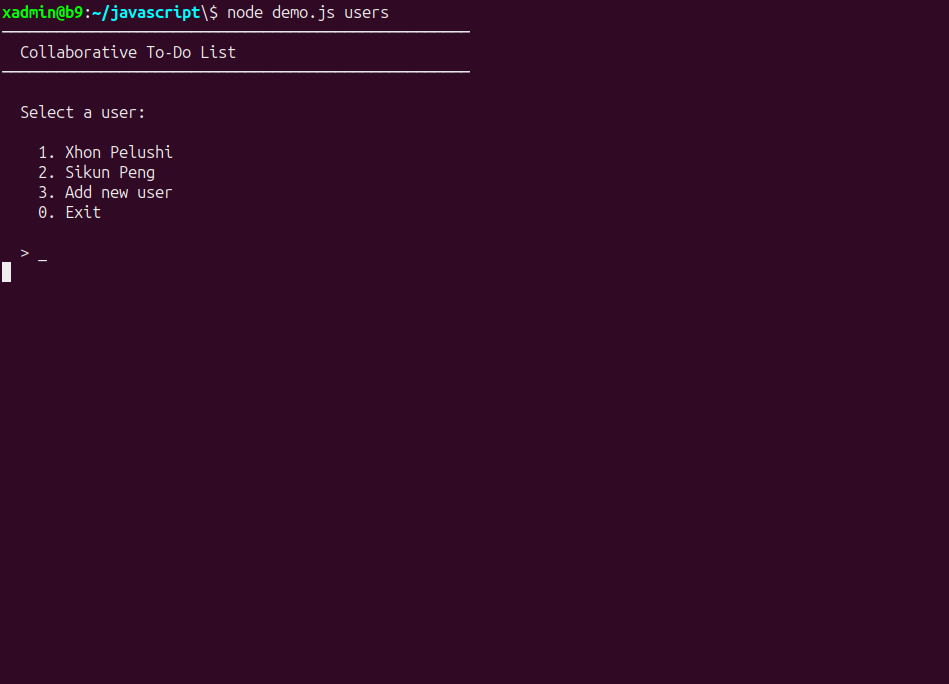 xadmin@b9:~/javascript\$ node demo.js users
Collaborative To-Do List
Select a user:
1. Xhon Pelushi
2. Sikun Peng
3. Add new user
0. Exit
> _